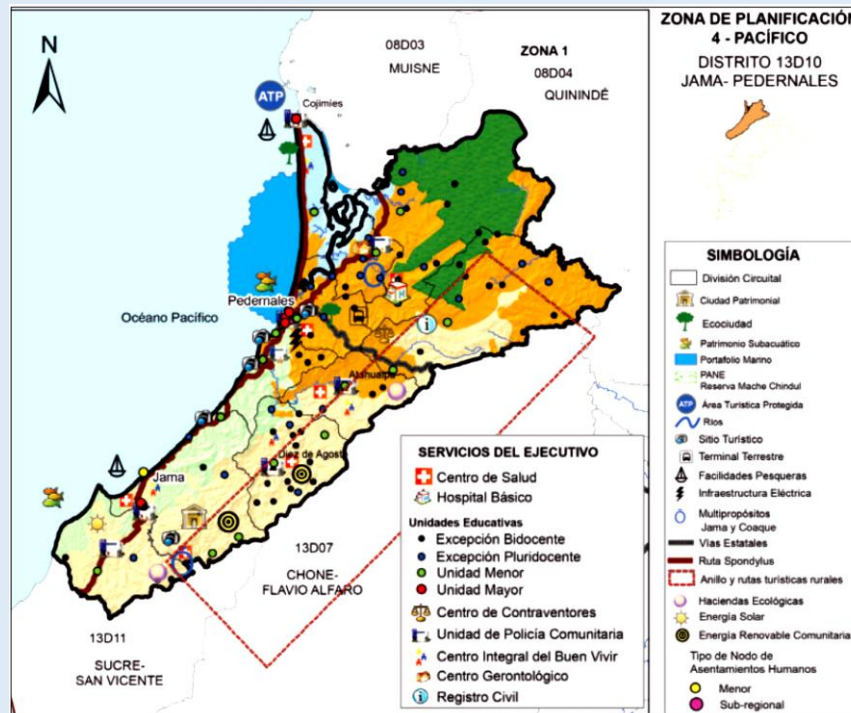 ZONA DE PLANIFICACIÓN
4 - PACÍFICO
DISTRITO 13D10
JAMA- PEDERNALES
N
08D03
MUISNE
ZONA 1
08D04
QUININDÉ
ATP
Cojimíes
Pedernales
Océano Pacífico
Atahualpa
Diez de Agosto
Jama
13D07
CHONE-
FLAVIO ALFARO
13D11
SUCRE-
SAN VICENTE
SERVICIOS DEL EJECUTIVO
Centro de Salud
Hospital Básico
Unidades Educativas
Excepción Bidocente
Excepción Pluridocente
Unidad Menor
Unidad Mayor
Centro de Contraventores
Unidad de Policía Comunitaria
Centro Integral del Buen Vivir
Centro Gerontológico
Registro Civil
SIMBOLOGÍA
División Circuital
Ciudad Patrimonial
Ecociudad
Patrimonio Subacuático
Portafolio Marino
PANE
Reserva Mache Chindul
ATP
Área Turística Protegida
Ríos
Sitio Turístico
Terminal Terrestre
Facilidades Pesqueras
Infraestructura Eléctrica
Multipropósitos
Jama y Coaque
Vías Estatales
Ruta Spondylus
Anillo y rutas turísticas rurales
Haciendas Ecológicas
Energía Solar
Energía Renovable Comunitaria
Tipo de Nodo de
Asentamientos Humanos
Menor
Sub-regional